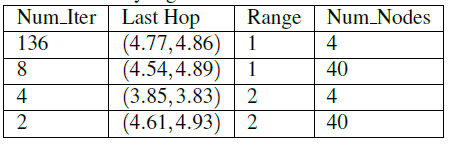 Num_Iter Last Hop Range Num_Nodes
136 (4.77,4.86) 1 4
8 (4.54,4.89) 1 40
4 (3.85,3.83) 2 4
2 (4.61,4.93) 2 40